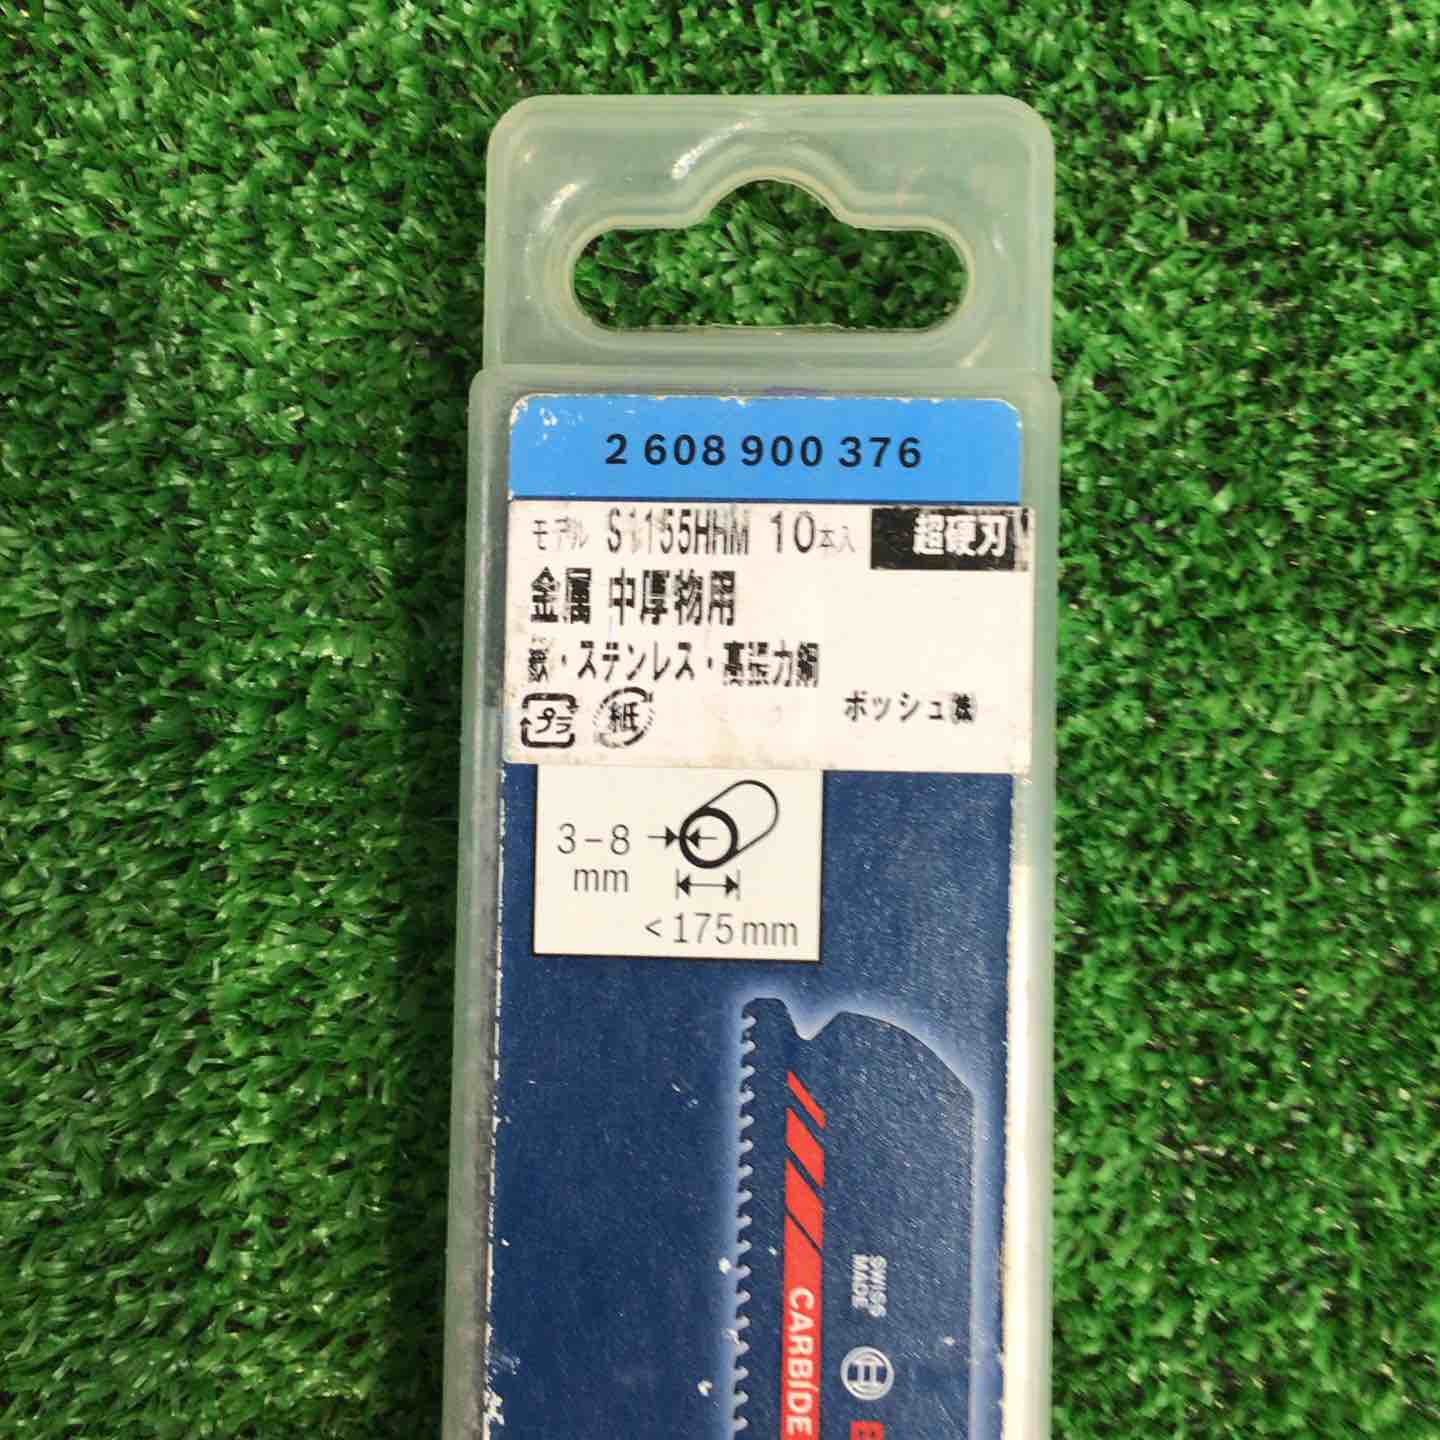 2 608 900 376
モデル S1155HHM 10本入 超硬刃
金属 中厚物用
鉄・ステンレス・高張力鋼
プラ 紙 ボッシュ㈱
3-8
mm
<175mm
SWISS
MADE
CARBIDE
B